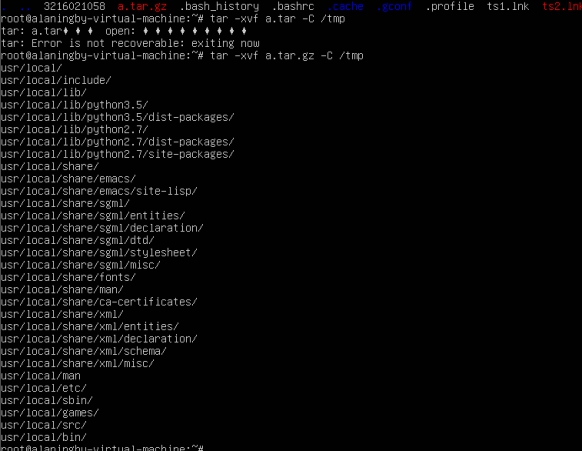 . .. 3216021058 a.tar.gz .bash_history .bashrc .cache .gconf .profile ts1.lnk ts2.lnk
root@alaningby-virtual-machine:~# tar -xvf a.tar -C /tmp
tar: a.tar♦ ♦ ♦ open: ♦ ♦ ♦ ♦ ♦ ♦ ♦ ♦ ♦
tar: Error is not recoverable: exiting now
root@alaningby-virtual-machine:~# tar -xvf a.tar.gz -C /tmp
usr/local/
usr/local/include/
usr/local/lib/
usr/local/lib/python3.5/
usr/local/lib/python3.5/dist-packages/
usr/local/lib/python2.7/
usr/local/lib/python2.7/dist-packages/
usr/local/lib/python2.7/site-packages/
usr/local/share/
usr/local/share/emacs/
usr/local/share/emacs/site-lisp/
usr/local/share/sgml/
usr/local/share/sgml/entities/
usr/local/share/sgml/declaration/
usr/local/share/sgml/dtd/
usr/local/share/sgml/stylesheet/
usr/local/share/sgml/misc/
usr/local/share/fonts/
usr/local/share/man/
usr/local/share/ca-certificates/
usr/local/share/xml/
usr/local/share/xml/entities/
usr/local/share/xml/declaration/
usr/local/share/xml/schema/
usr/local/share/xml/misc/
usr/local/man
usr/local/etc/
usr/local/sbin/
usr/local/games/
usr/local/src/
usr/local/bin/
root@alaningby-virtual-machine:~#